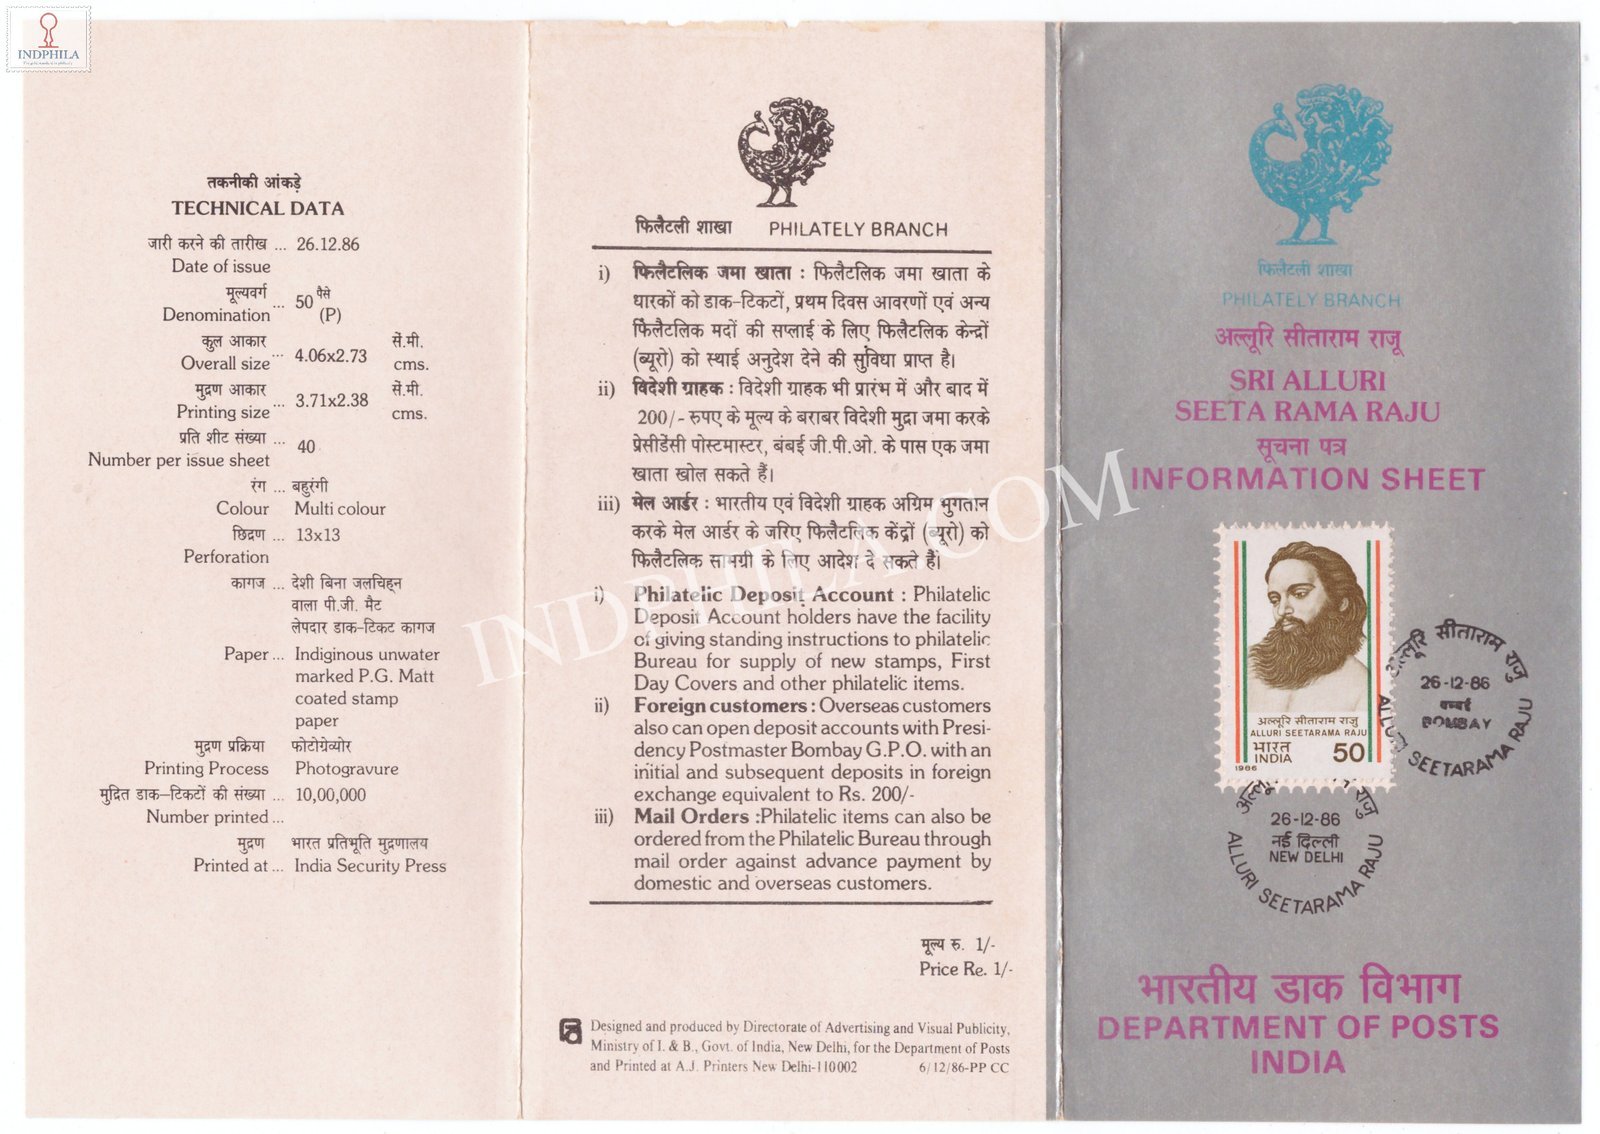 INDPHILA
तकनीकी आंकड़े
TECHNICAL DATA
जारी करने की तारीख ... 26.12.86
Date of issue
मूल्यवर्ग ... 50 पैसे
Denomination (P)
कुल आकार ... 4.06x2.73 सें.मी.
Overall size cms.
मुद्रण आकार ... 3.71x2.38 सें.मी.
Printing size cms.
प्रति शीट संख्या ... 40
Number per issue sheet
रंग ... बहुरंगी
Colour Multi colour
छिद्रण ... 13x13
Perforation
कागज ... देशी बिना जलचिह्न
वाला पी.जी. मैट
लेपदार डाक-टिकट कागज
Paper ... Indiginous unwater
marked P.G. Matt
coated stamp
paper
मुद्रण प्रक्रिया फोटोग्रेव्योर
Printing Process Photogravure
मुद्रित डाक-टिकटों की संख्या ... 10,00,000
Number printed ...
मुद्रण भारत प्रतिभूति मुद्रणालय
Printed at ... India Security Press
फिलैटली शाखा PHILATELY BRANCH
i) फिलैटलिक जमा खाता : फिलैटलिक जमा खाता के
धारकों को डाक-टिकटों, प्रथम दिवस आवरणों एवं अन्य
फिलैटलिक मदों की सप्लाई के लिए फिलैटलिक केन्द्रों
(ब्यूरो) को स्थाई अनुदेश देने की सुविधा प्राप्त है।
ii) विदेशी ग्राहक : विदेशी ग्राहक भी प्रारंभ में और बाद में
200/- रुपए के मूल्य के बराबर विदेशी मुद्रा जमा करके
प्रेसीडेंसी पोस्टमास्टर, बंबई जी.पी.ओ. के पास एक जमा
खाता खोल सकते हैं।
iii) मेल आर्डर : भारतीय एवं विदेशी ग्राहक अग्रिम भुगतान
करके मेल आर्डर के जरिए फिलैटलिक केंद्रों (ब्यूरो) को
फिलैटलिक सामग्री के लिए आदेश दे सकते हैं।
i) Philatelic Deposit Account : Philatelic
Deposit Account holders have the facility
of giving standing instructions to philatelic
Bureau for supply of new stamps, First
Day Covers and other philatelic items.
ii) Foreign customers : Overseas customers
also can open deposit accounts with Presi-
dency Postmaster Bombay G.P.O. with an
initial and subsequent deposits in foreign
exchange equivalent to Rs. 200/-
iii) Mail Orders :Philatelic items can also be
ordered from the Philatelic Bureau through
mail order against advance payment by
domestic and overseas customers.
मूल्य रु. 1/-
Price Re. 1/-
Designed and produced by Directorate of Advertising and Visual Publicity,
Ministry of I. & B., Govt. of India, New Delhi, for the Department of Posts
and Printed at A.J. Printers New Delhi-110002 6/12/86-PP CC
फिलैटली शाखा
PHILATELY BRANCH
अल्लूरि सीताराम राजू
SRI ALLURI
SEETA RAMA RAJU
सूचना पत्र
INFORMATION SHEET
अल्लूरि सीताराम राजु
ALLURI SEETARAMA RAJU
भारत
INDIA 50
1986
अल्लूरि सीताराम राजु
26-12-86
बम्बई
BOMBAY
ALLURI SEETARAMA RAJU
26-12-86
नई दिल्ली
NEW DELHI
ALLURI SEETARAMA RAJU
भारतीय डाक विभाग
DEPARTMENT OF POSTS
INDIA
INDPHILA.COM